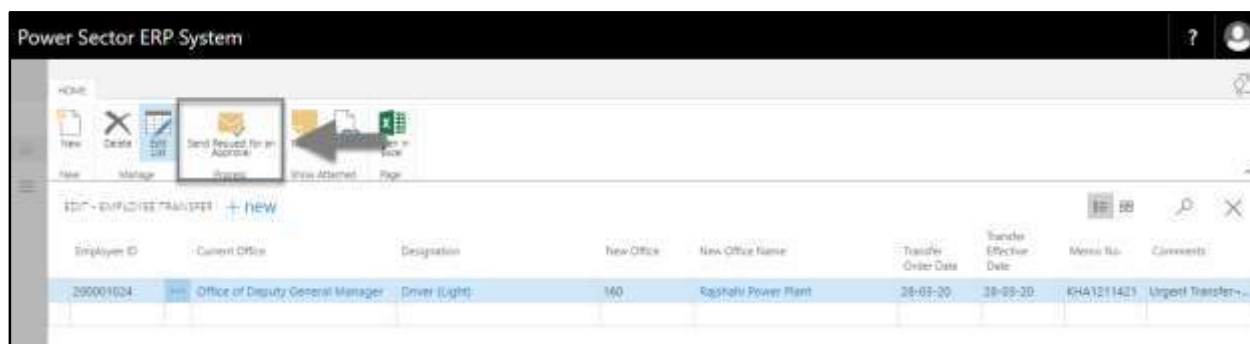 Power Sector ERP System ?
HOME
New Delete Edit List Send Request for an Approval Excel
New Manage Process Show Attached Page
EDIT - EMPLOYEE TRANSFER + new
Employee ID Current Office Designation New Office New Office Name Transfer Order Date Transfer Effective Date Memo No. Comments
200001024 ... Office of Deputy General Manager Driver (Light) 160 Rajshahi Power Plant 28-09-20 28-09-20 KHA1211421 Urgent Transfer-...